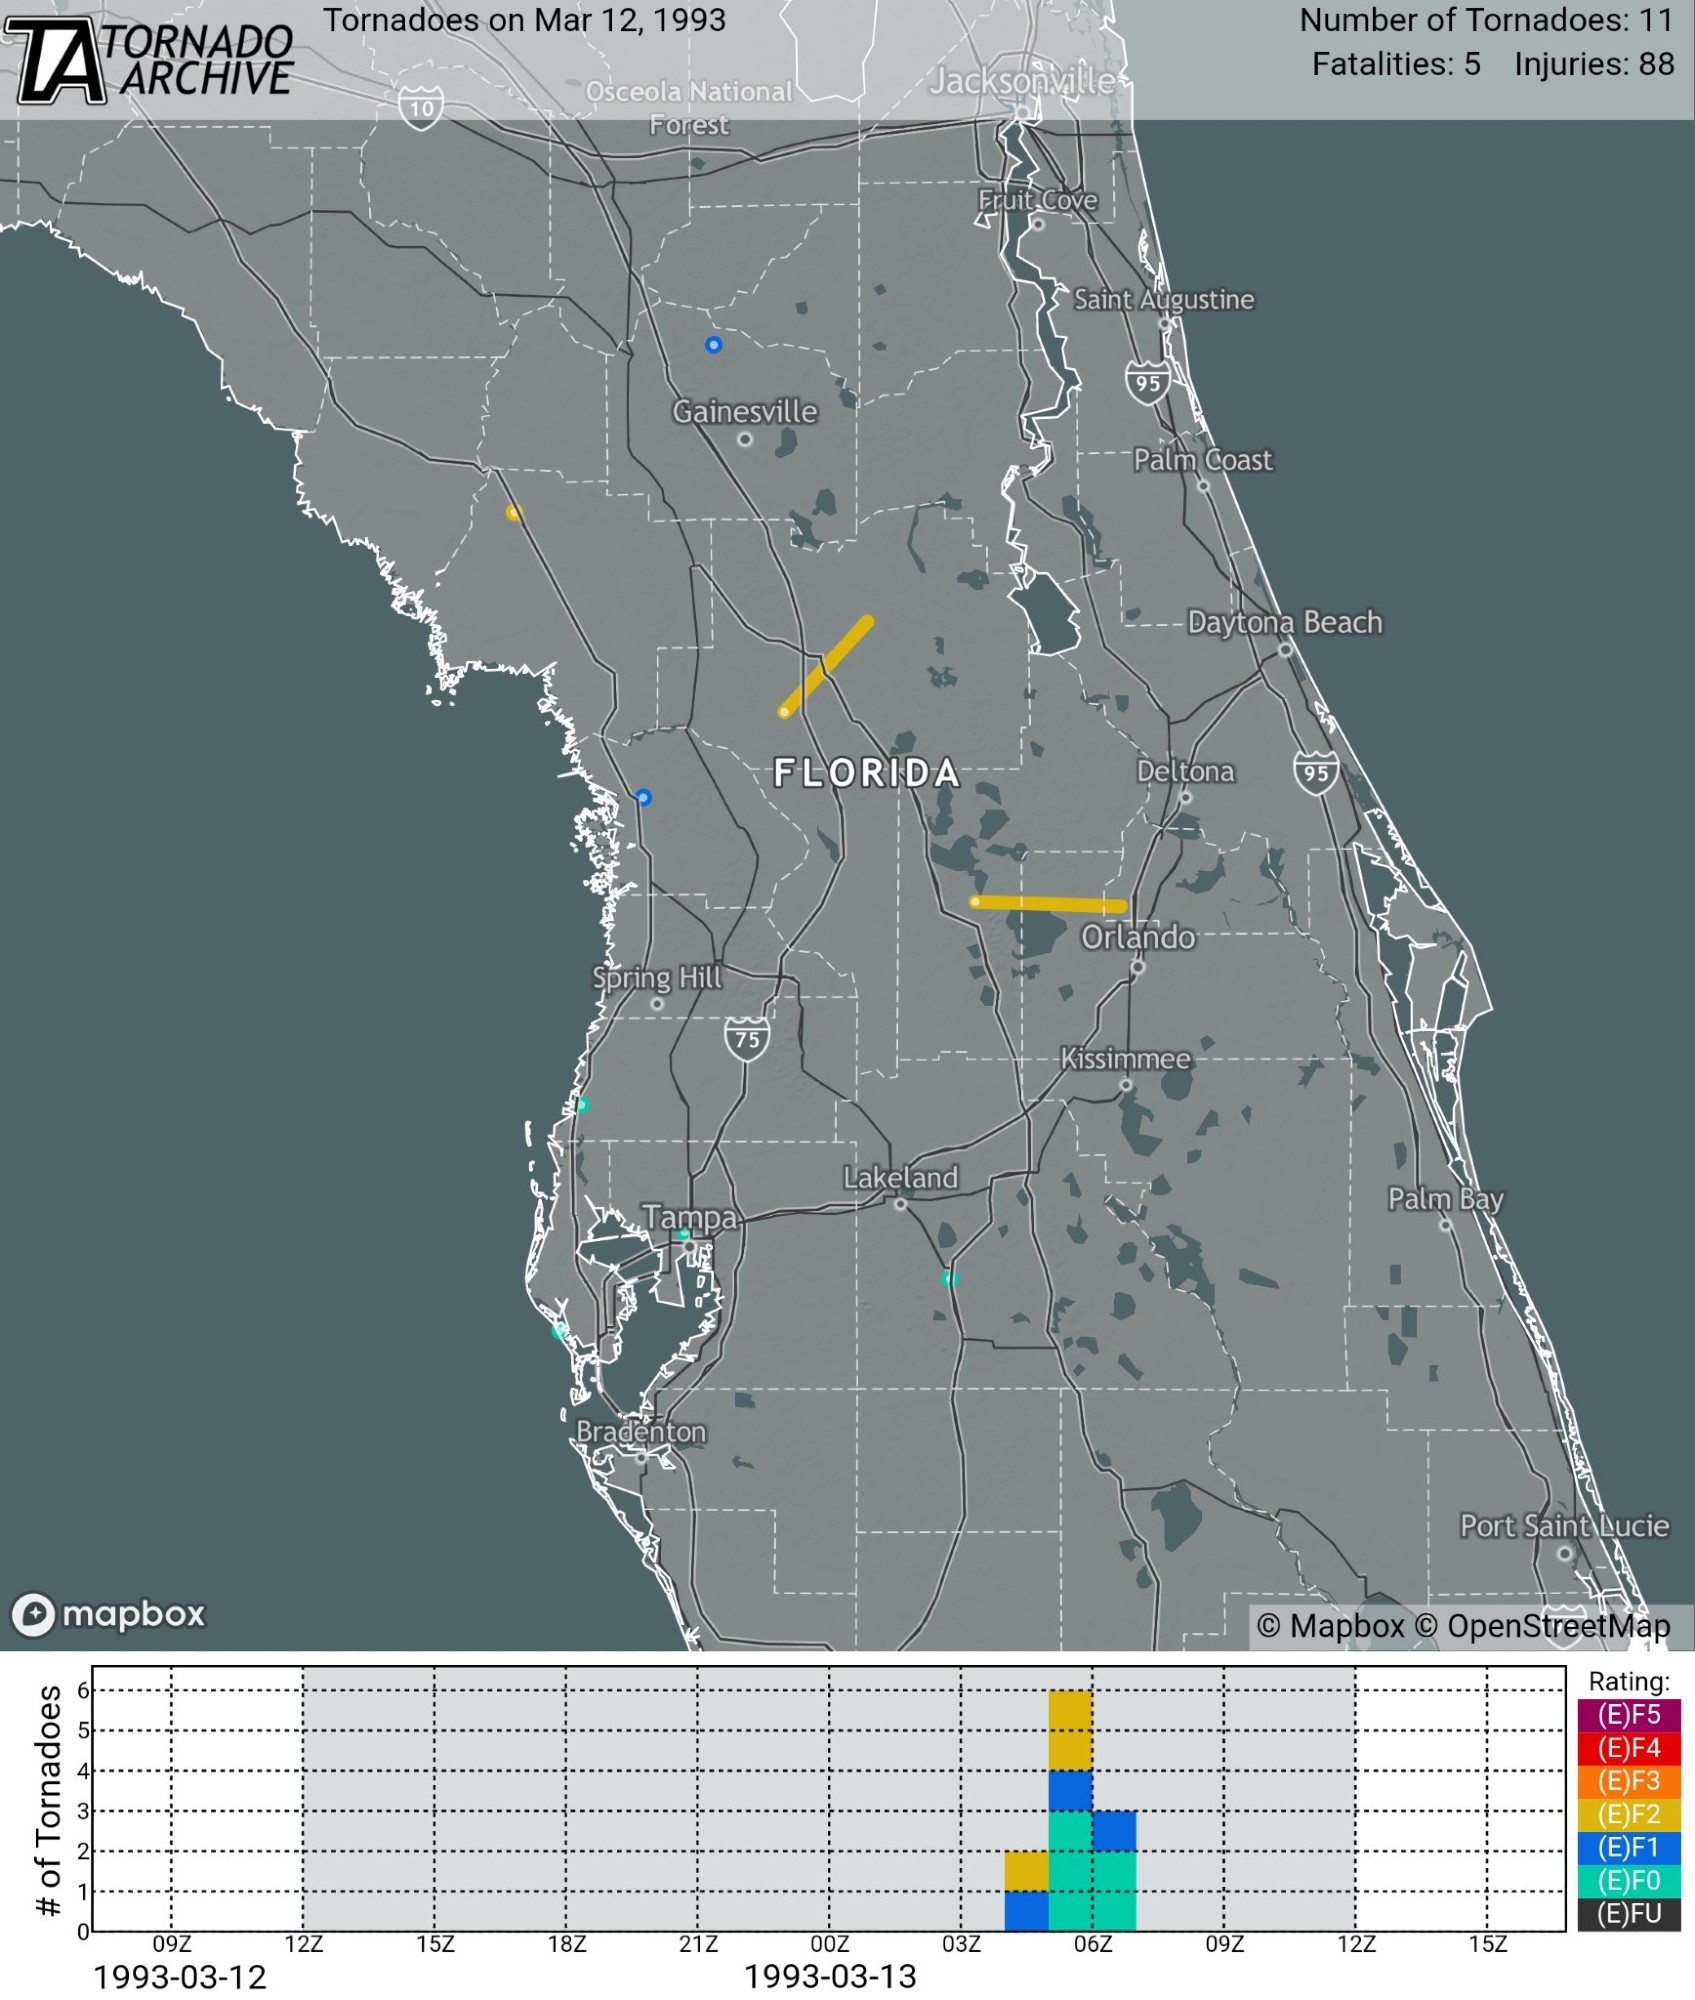 TORNADO
ARCHIVE
Tornadoes on Mar 12, 1993
Number of Tornadoes: 11
Fatalities: 5 Injuries: 88
Osceola National
Forest
Jacksonville
10
Fruit Cove
Saint Augustine
95
Gainesville
Palm Coast
Daytona Beach
FLORIDA
Deltona
95
Orlando
Spring Hill
75
Kissimmee
Lakeland
Palm Bay
Tampa
Bradenton
Port Saint Lucie
mapbox
© Mapbox © OpenStreetMap
# of Tornadoes
6
5
4
3
2
1
0
09Z 12Z 15Z 18Z 21Z 00Z 03Z 06Z 09Z 12Z 15Z
1993-03-12 1993-03-13
Rating:
(E)F5
(E)F4
(E)F3
(E)F2
(E)F1
(E)F0
(E)FU